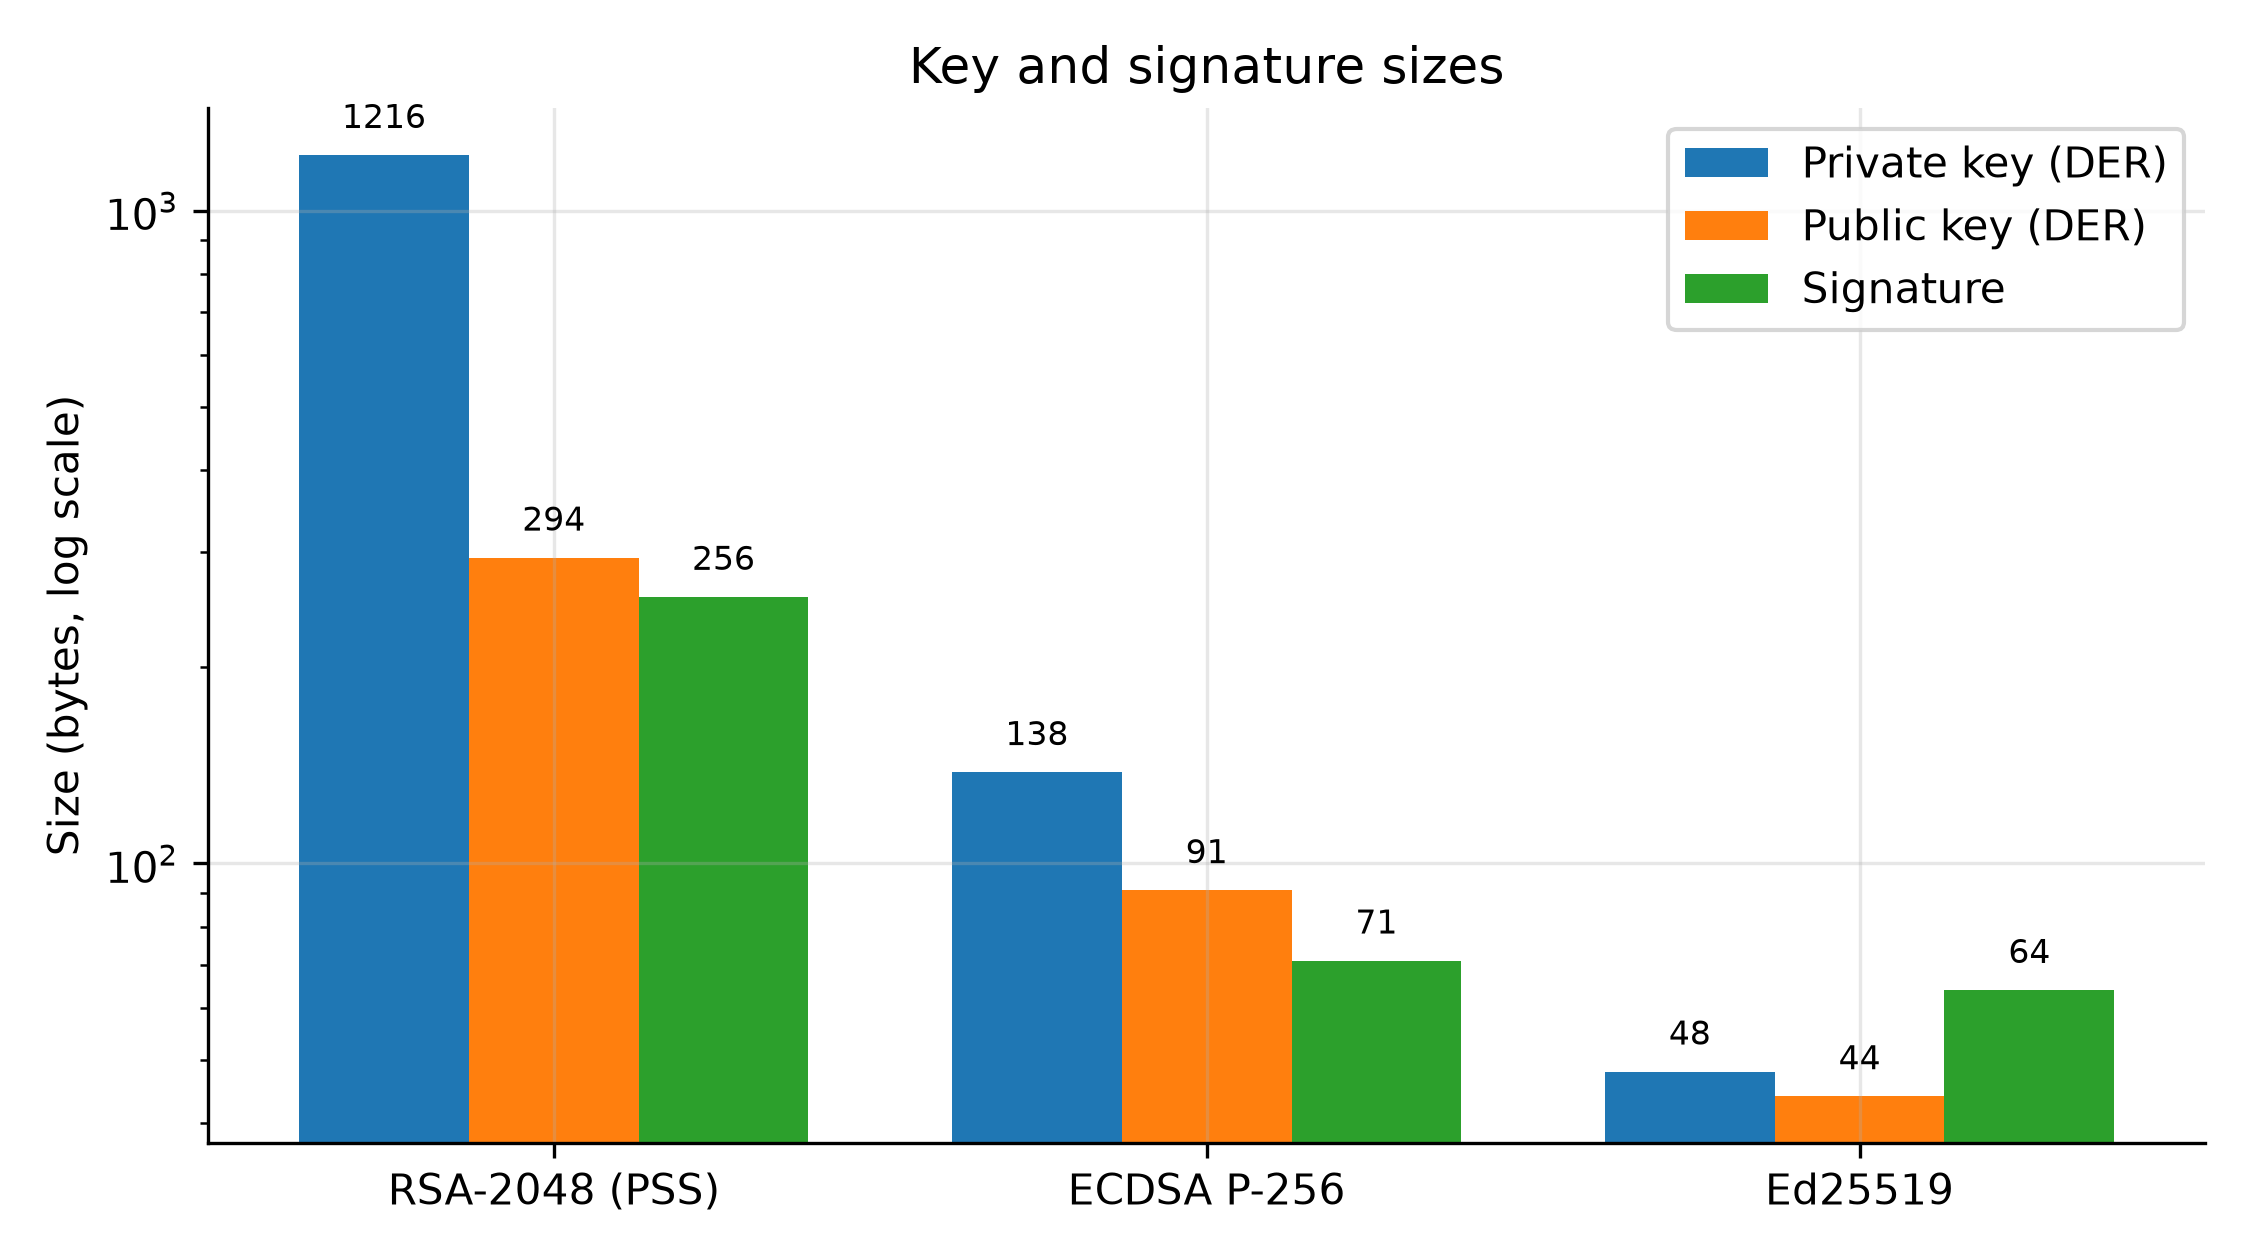 Key and signature sizes
1216
10³
Private key (DER)
Public key (DER)
Signature
294
256
138
91
71
10²
64
48
44
Size (bytes, log scale)
RSA-2048 (PSS)
ECDSA P-256
Ed25519